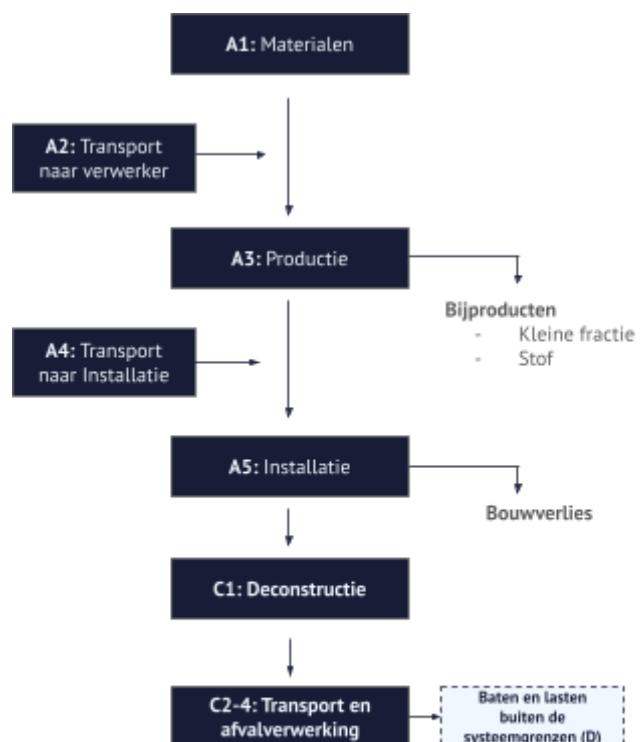 A1: Materialen
A2: Transport
naar verwerker
A3: Productie
Bijproducten
- Kleine fractie
- Stof
A4: Transport
naar Installatie
A5: Installatie
Bouwverlies
C1: Deconstructie
C2-4: Transport en
afvalverwerking
Baten en lasten
buiten de
systeemgrenzen (D)